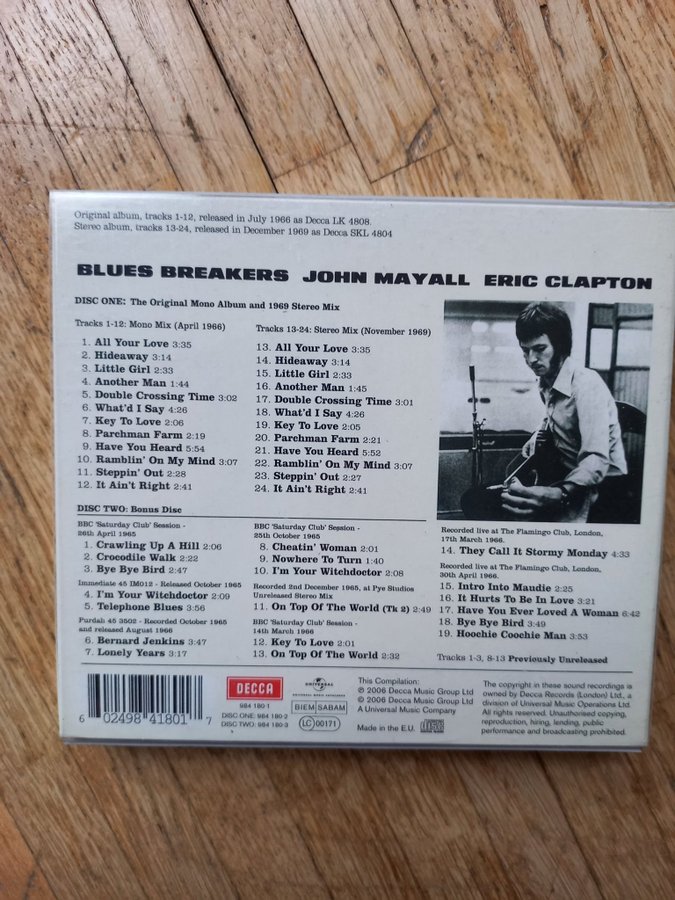 Original album, tracks 1-12, released in July 1966 as Decca LK 4808.
Stereo album, tracks 13-24, released in December 1969 as Decca SKL 4804
BLUES BREAKERS JOHN MAYALL ERIC CLAPTON
DISC ONE: The Original Mono Album and 1969 Stereo Mix
Tracks 1-12: Mono Mix (April 1966)
1. All Your Love 3:35
2. Hideaway 3:14
3. Little Girl 2:33
4. Another Man 1:44
5. Double Crossing Time 3:02
6. What'd I Say 4:26
7. Key To Love 2:06
8. Parchman Farm 2:19
9. Have You Heard 5:54
10. Ramblin' On My Mind 3:07
11. Steppin' Out 2:28
12. It Ain't Right 2:41
Tracks 13-24: Stereo Mix (November 1969)
13. All Your Love 3:35
14. Hideaway 3:14
15. Little Girl 2:33
16. Another Man 1:45
17. Double Crossing Time 3:01
18. What'd I Say 4:26
19. Key To Love 2:05
20. Parchman Farm 2:21
21. Have You Heard 5:52
22. Ramblin' On My Mind 3:07
23. Steppin' Out 2:27
24. It Ain't Right 2:41
DISC TWO: Bonus Disc
BBC 'Saturday Club' Session -
26th April 1965
1. Crawling Up A Hill 2:06
2. Crocodile Walk 2:22
3. Bye Bye Bird 2:47
Immediate 45 IM012 - Released October 1965
4. I'm Your Witchdoctor 2:09
5. Telephone Blues 3:56
Purdah 45 3502 - Recorded October 1965
and released August 1966
6. Bernard Jenkins 3:47
7. Lonely Years 3:17
BBC 'Saturday Club' Session -
25th October 1965
8. Cheatin' Woman 2:01
9. Nowhere To Turn 1:40
10. I'm Your Witchdoctor 2:08
Recorded 2nd December 1965, at Pye Studios
Unreleased Stereo Mix
11. On Top Of The World (Tk 2) 2:49
BBC 'Saturday Club' Session -
14th March 1966
12. Key To Love 2:01
13. On Top Of The World 2:32
Recorded live at The Flamingo Club, London,
17th March 1966.
14. They Call It Stormy Monday 4:33
Recorded live at The Flamingo Club, London,
30th April 1966.
15. Intro Into Maudie 2:25
16. It Hurts To Be In Love 3:21
17. Have You Ever Loved A Woman 6:42
18. Bye Bye Bird 3:49
19. Hoochie Coochie Man 3:53
Tracks 1-3, 8-13 Previously Unreleased
6 02498 41801 7
DECCA
984 180 1
DISC ONE: 984 180-2
DISC TWO: 984 180-3
UNIVERSAL
BIEM SABAM
LC 00171
This Compilation:
℗ 2006 Decca Music Group Ltd
© 2006 Decca Music Group Ltd
A Universal Music Company
Made in the E.U.
The copyright in these sound recordings is
owned by Decca Records (London) Ltd., a
division of Universal Music Operations Ltd.
All rights reserved. Unauthorised copying,
reproduction, hiring, lending, public
performance and broadcasting prohibited.